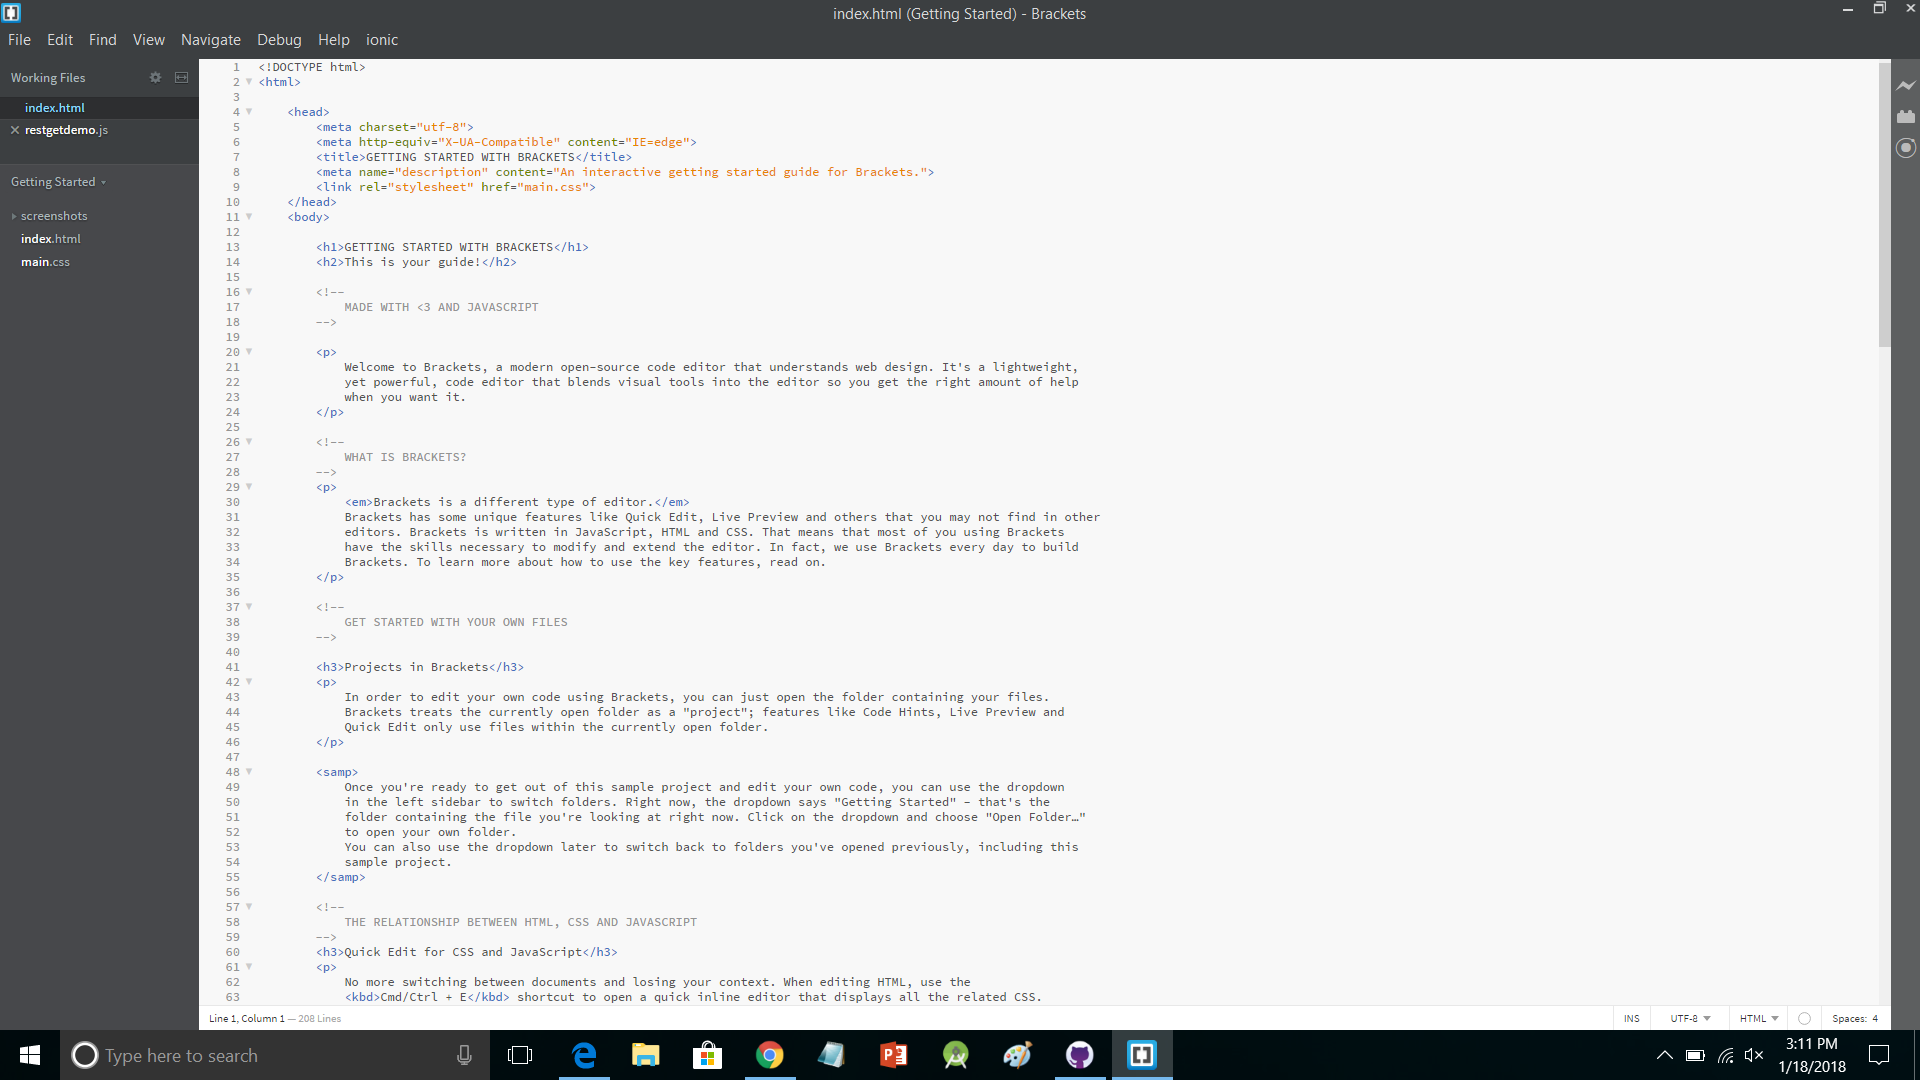 index.html (Getting Started) - Brackets
File Edit Find View Navigate Debug Help ionic
Working Files
index.html
restgetdemo.js
Getting Started
screenshots
index.html
main.css
1 <!DOCTYPE html>
2 <html>
3
4 <head>
5 <meta charset="utf-8">
6 <meta http-equiv="X-UA-Compatible" content="IE=edge">
7 <title>GETTING STARTED WITH BRACKETS</title>
8 <meta name="description" content="An interactive getting started guide for Brackets.">
9 <link rel="stylesheet" href="main.css">
10 </head>
11 <body>
12
13 <h1>GETTING STARTED WITH BRACKETS</h1>
14 <h2>This is your guide!</h2>
15
16 <!--
17 MADE WITH <3 AND JAVASCRIPT
18 -->
19
20 <p>
21 Welcome to Brackets, a modern open-source code editor that understands web design. It's a lightweight,
22 yet powerful, code editor that blends visual tools into the editor so you get the right amount of help
23 when you want it.
24 </p>
25
26 <!--
27 WHAT IS BRACKETS?
28 -->
29 <p>
30 <em>Brackets is a different type of editor.</em>
31 Brackets has some unique features like Quick Edit, Live Preview and others that you may not find in other
32 editors. Brackets is written in JavaScript, HTML and CSS. That means that most of you using Brackets
33 have the skills necessary to modify and extend the editor. In fact, we use Brackets every day to build
34 Brackets. To learn more about how to use the key features, read on.
35 </p>
36
37 <!--
38 GET STARTED WITH YOUR OWN FILES
39 -->
40
41 <h3>Projects in Brackets</h3>
42 <p>
43 In order to edit your own code using Brackets, you can just open the folder containing your files.
44 Brackets treats the currently open folder as a "project"; features like Code Hints, Live Preview and
45 Quick Edit only use files within the currently open folder.
46 </p>
47
48 <samp>
49 Once you're ready to get out of this sample project and edit your own code, you can use the dropdown
50 in the left sidebar to switch folders. Right now, the dropdown says "Getting Started" - that's the
51 folder containing the file you're looking at right now. Click on the dropdown and choose "Open Folder…"
52 to open your own folder.
53 You can also use the dropdown later to switch back to folders you've opened previously, including this
54 sample project.
55 </samp>
56
57 <!--
58 THE RELATIONSHIP BETWEEN HTML, CSS AND JAVASCRIPT
59 -->
60 <h3>Quick Edit for CSS and JavaScript</h3>
61 <p>
62 No more switching between documents and losing your context. When editing HTML, use the
63 <kbd>Cmd/Ctrl + E</kbd> shortcut to open a quick inline editor that displays all the related CSS.
Line 1, Column 1 — 208 Lines
INS UTF-8 HTML Spaces: 4
Type here to search
3:11 PM
1/18/2018